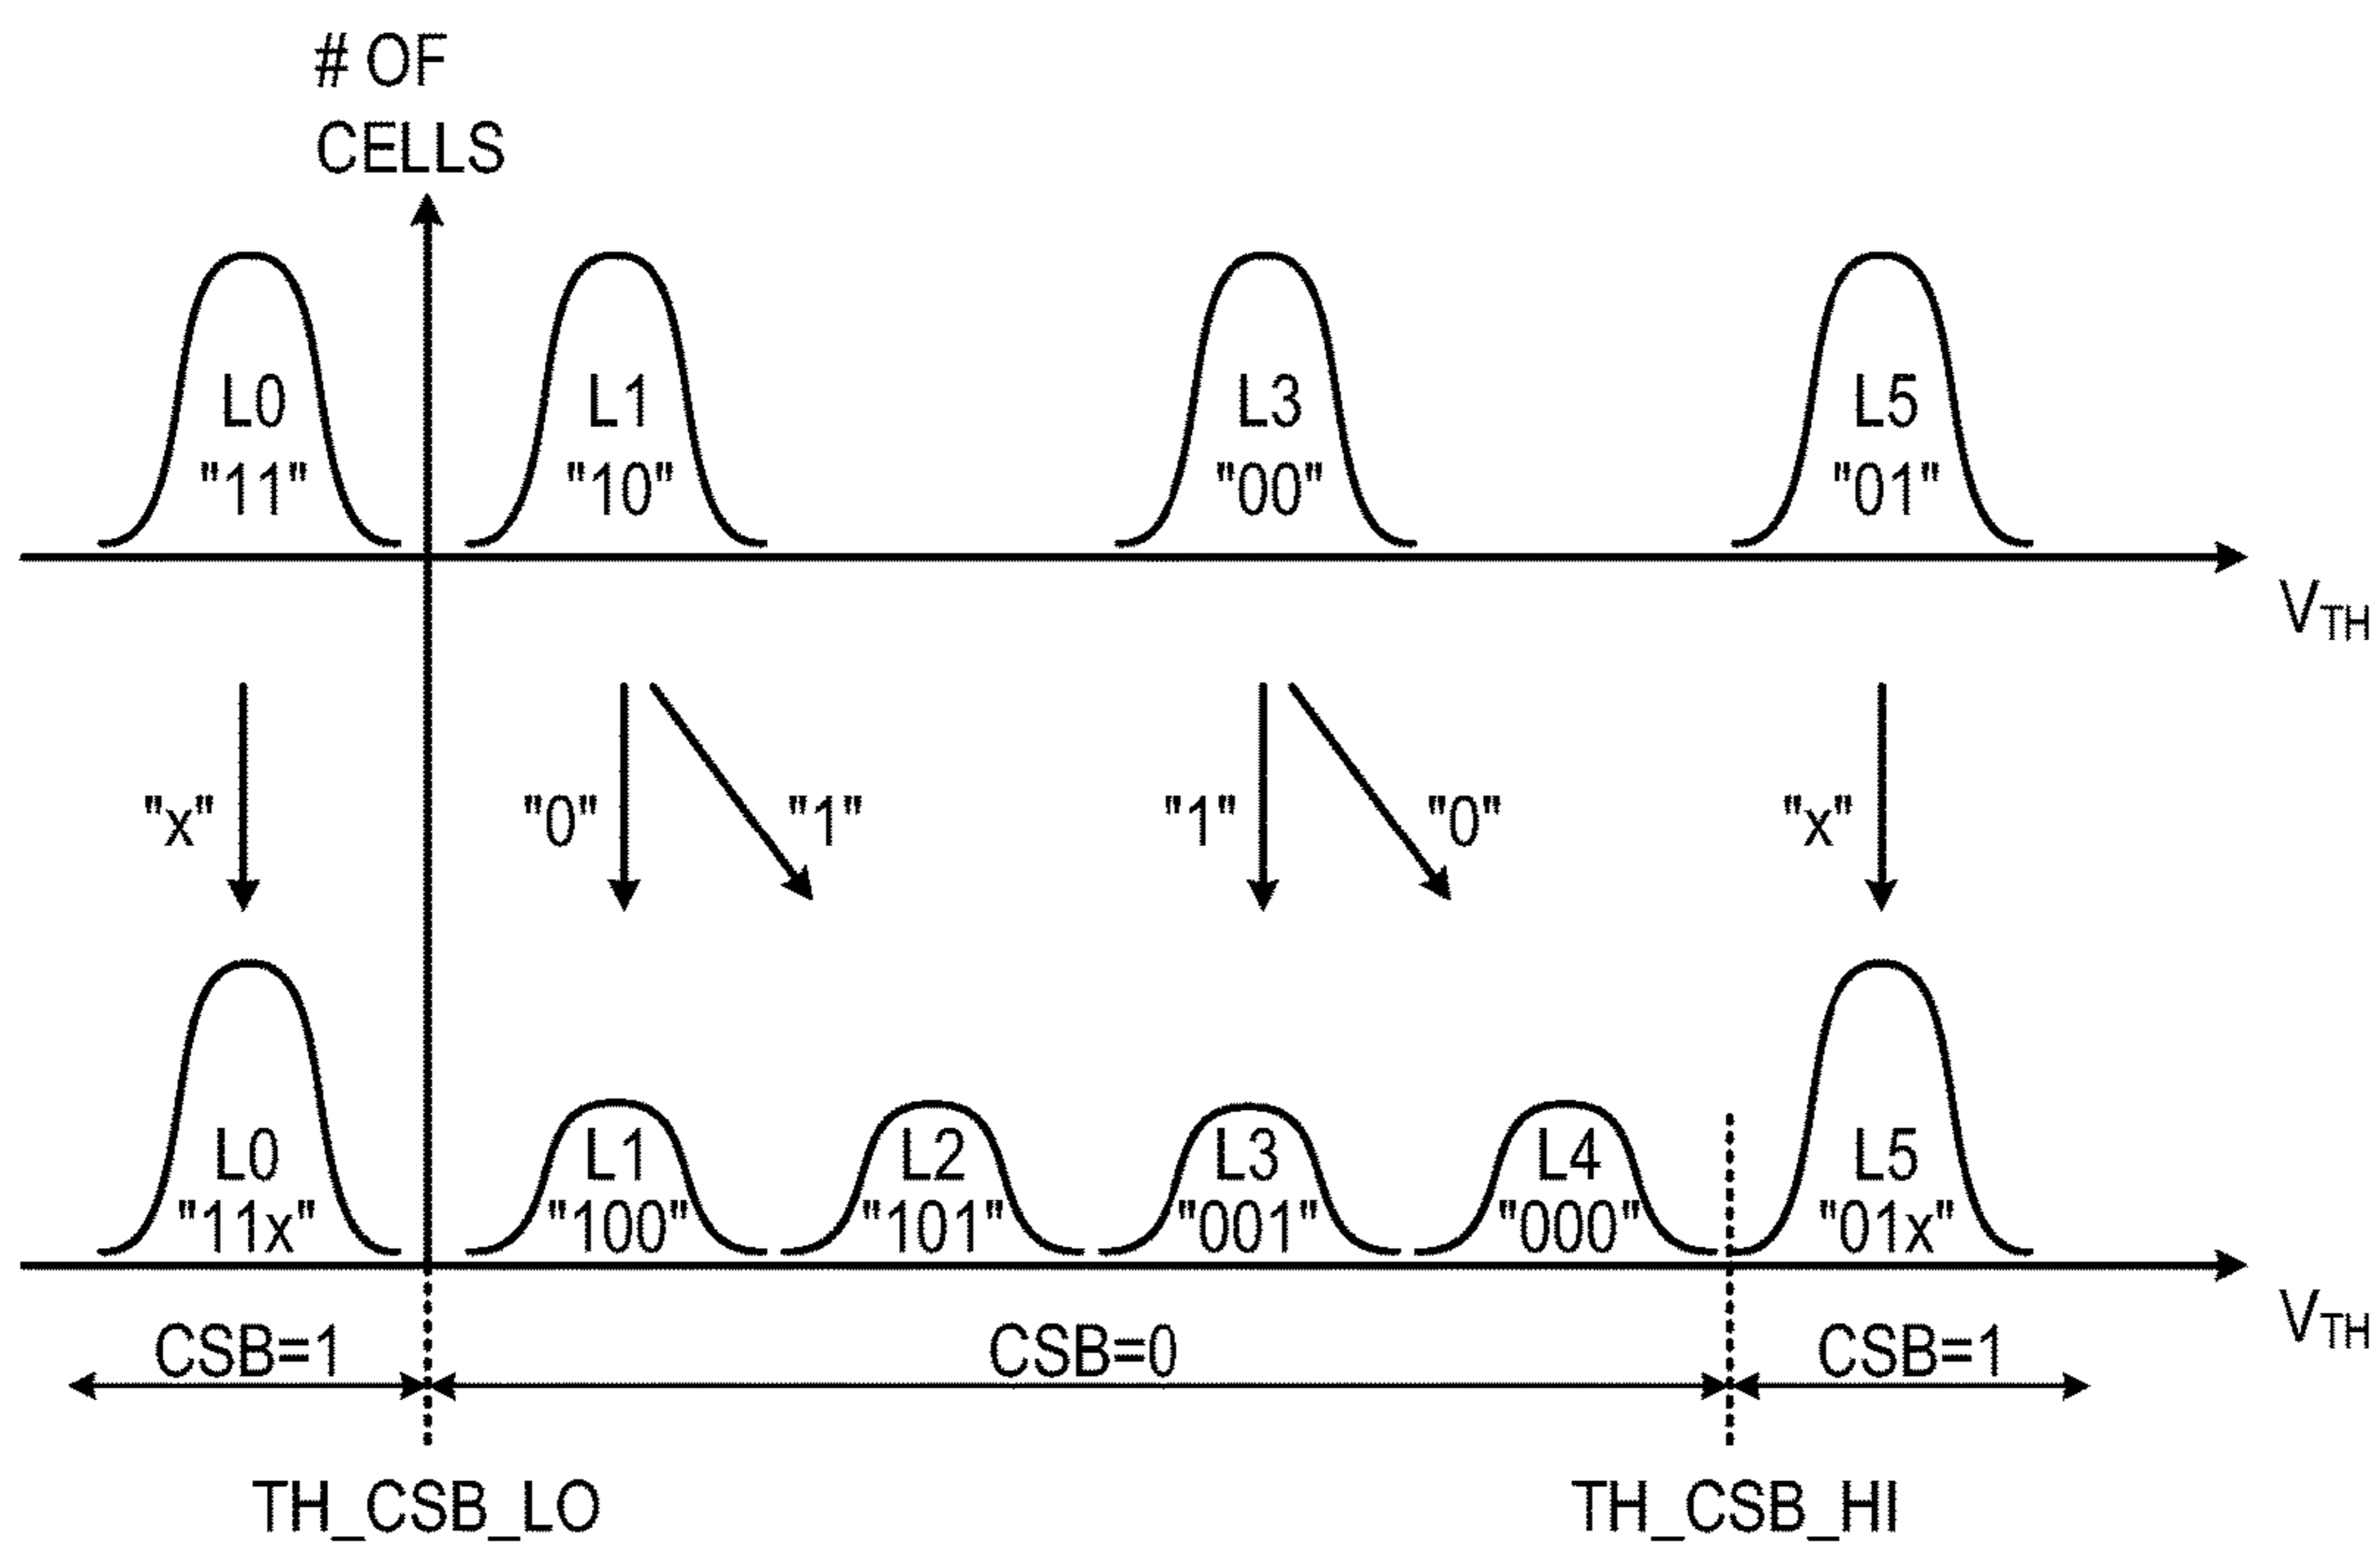 # OF
CELLS
L0 L1 L3 L5
"11" "10" "00" "01"
VTH
"x" "0" "1" "1" "0" "x"
L0 L1 L2 L3 L4 L5
"11x" "100" "101" "001" "000" "01x"
VTH
CSB=1 CSB=0 CSB=1
TH_CSB_LO TH_CSB_HI